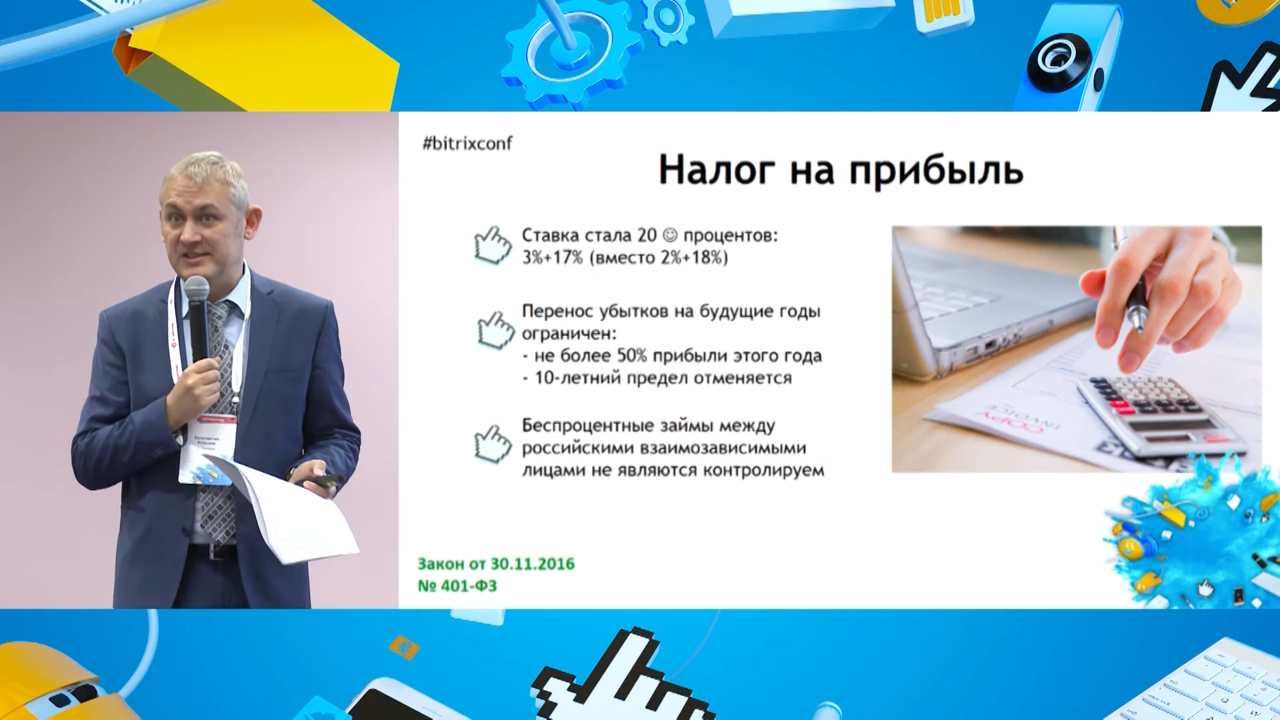 #bitrixconf
Налог на прибыль
Ставка стала 20 ☺ процентов:
3%+17% (вместо 2%+18%)
Перенос убытков на будущие годы
ограничен:
- не более 50% прибыли этого года
- 10-летний предел отменяется
Беспроцентные займы между
российскими взаимозависимыми
лицами не являются контролируем
Закон от 30.11.2016
№ 401-ФЗ
COPY
INVOICE